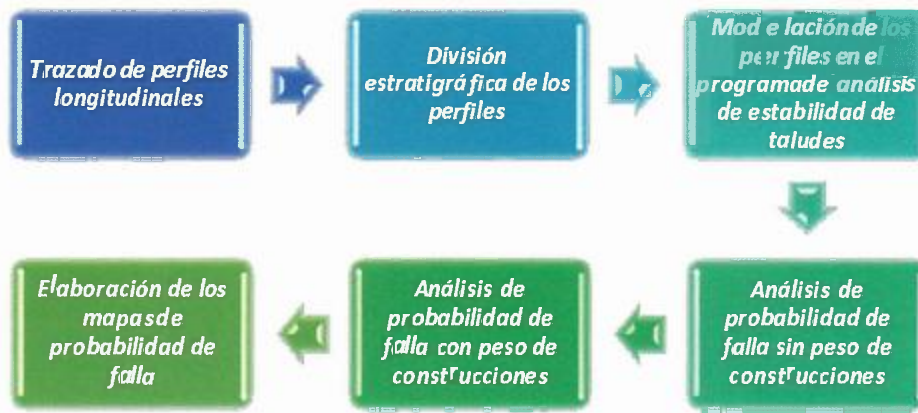 Trazado de perfiles
longitudinales
División
estratigráfica de los
perfiles
Modelación de los
perfiles en el
programa de análisis
de estabilidad de
taludes
Análisis de
probabilidad de
falla sin peso de
construcciones
Análisis de
probabilidad de
falla con peso de
construcciones
Elaboración de los
mapas de
probabilidad de
falla